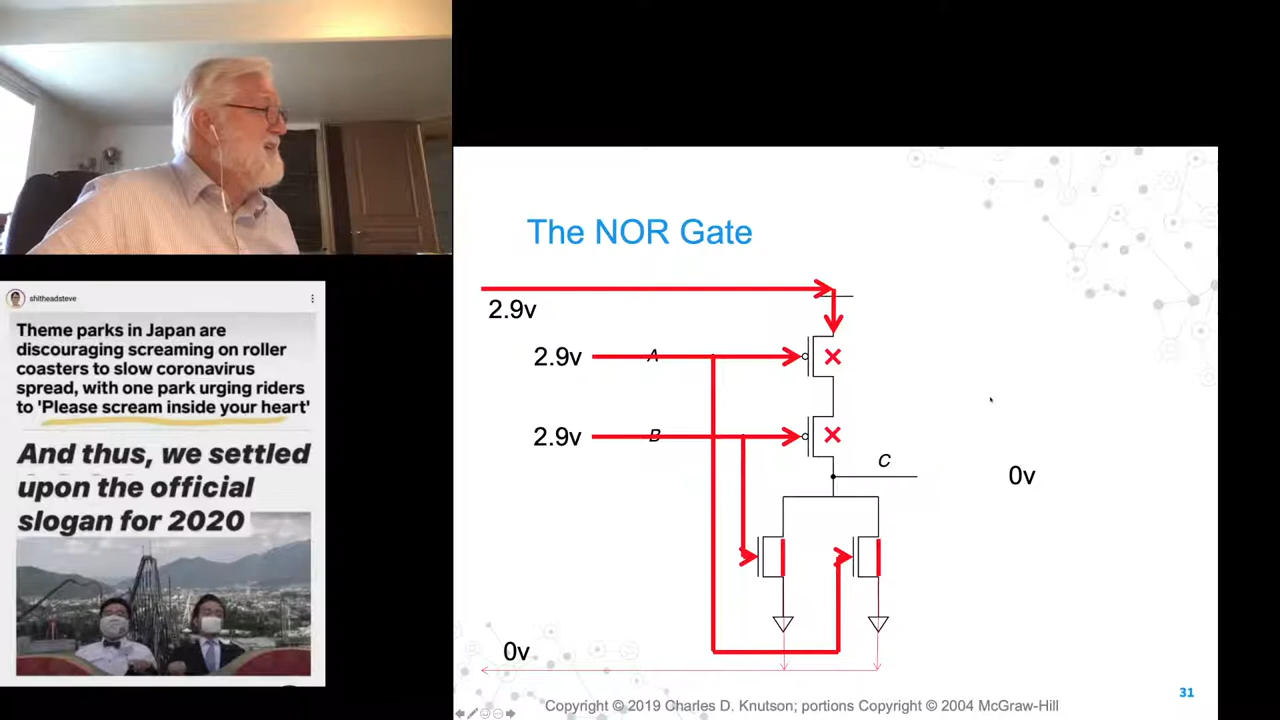 shitheadsteve
Theme parks in Japan are
discouraging screaming on roller
coasters to slow coronavirus
spread, with one park urging riders
to 'Please scream inside your heart'
And thus, we settled
upon the official
slogan for 2020
The NOR Gate
2.9v
2.9v
A
2.9v
B
C
0v
0v
31
Copyright © 2019 Charles D. Knutson; portions Copyright © 2004 McGraw-Hill